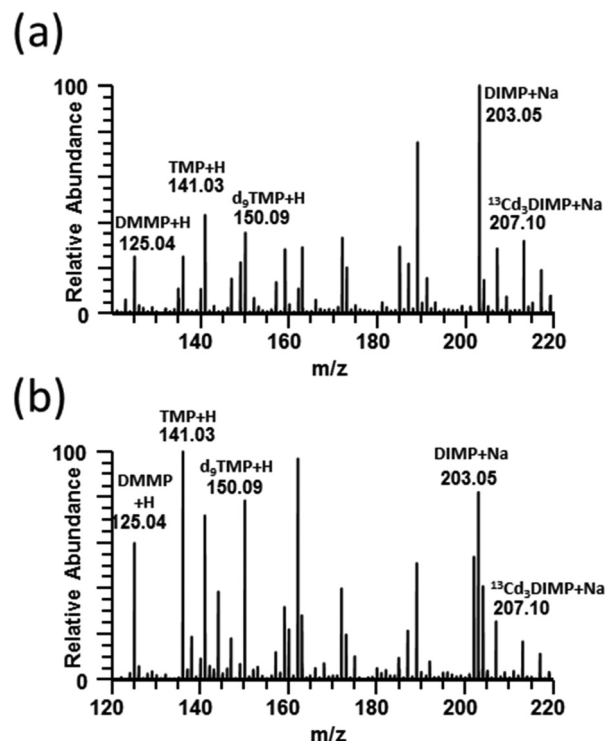 (a)
100
Relative Abundance
0
DMMP+H
125.04
TMP+H
141.03
d₉TMP+H
150.09
DIMP+Na
203.05
¹³Cd₃DIMP+Na
207.10
140
160
180
200
220
m/z
(b)
100
Relative Abundance
0
DMMP
+H
125.04
TMP+H
141.03
d₉TMP+H
150.09
DIMP+Na
203.05
¹³Cd₃DIMP+Na
207.10
120
140
160
180
200
220
m/z